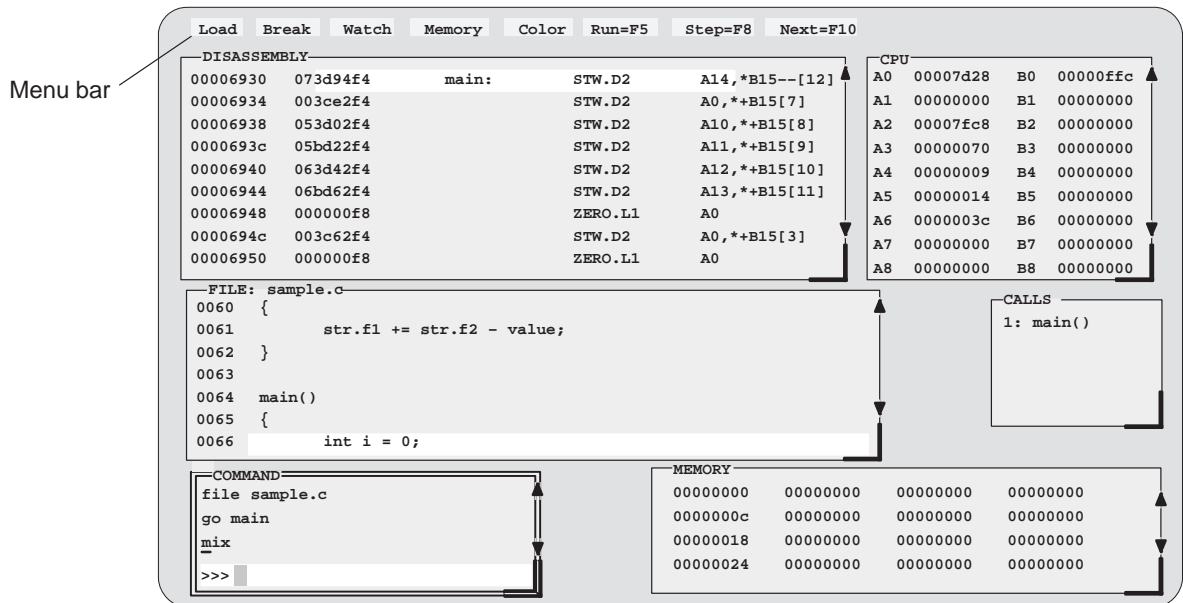 Load Break Watch Memory Color Run=F5 Step=F8 Next=F10
Menu bar
DISASSEMBLY
00006930 073d94f4 main: STW.D2 A14,*B15--[12]
00006934 003ce2f4 STW.D2 A0,*+B15[7]
00006938 053d02f4 STW.D2 A10,*+B15[8]
0000693c 05bd22f4 STW.D2 A11,*+B15[9]
00006940 063d42f4 STW.D2 A12,*+B15[10]
00006944 06bd62f4 STW.D2 A13,*+B15[11]
00006948 000000f8 ZERO.L1 A0
0000694c 003c62f4 STW.D2 A0,*+B15[3]
00006950 000000f8 ZERO.L1 A0
CPU
A0 00007d28 B0 00000ffc
A1 00000000 B1 00000000
A2 00007fc8 B2 00000000
A3 00000070 B3 00000000
A4 00000009 B4 00000000
A5 00000014 B5 00000000
A6 0000003c B6 00000000
A7 00000000 B7 00000000
A8 00000000 B8 00000000
FILE: sample.c
0060 {
0061 str.f1 += str.f2 – value;
0062 }
0063
0064 main()
0065 {
0066 int i = 0;
CALLS
1: main()
COMMAND
file sample.c
go main
mix
>>>
MEMORY
00000000 00000000 00000000 00000000
0000000c 00000000 00000000 00000000
00000018 00000000 00000000 00000000
00000024 00000000 00000000 00000000